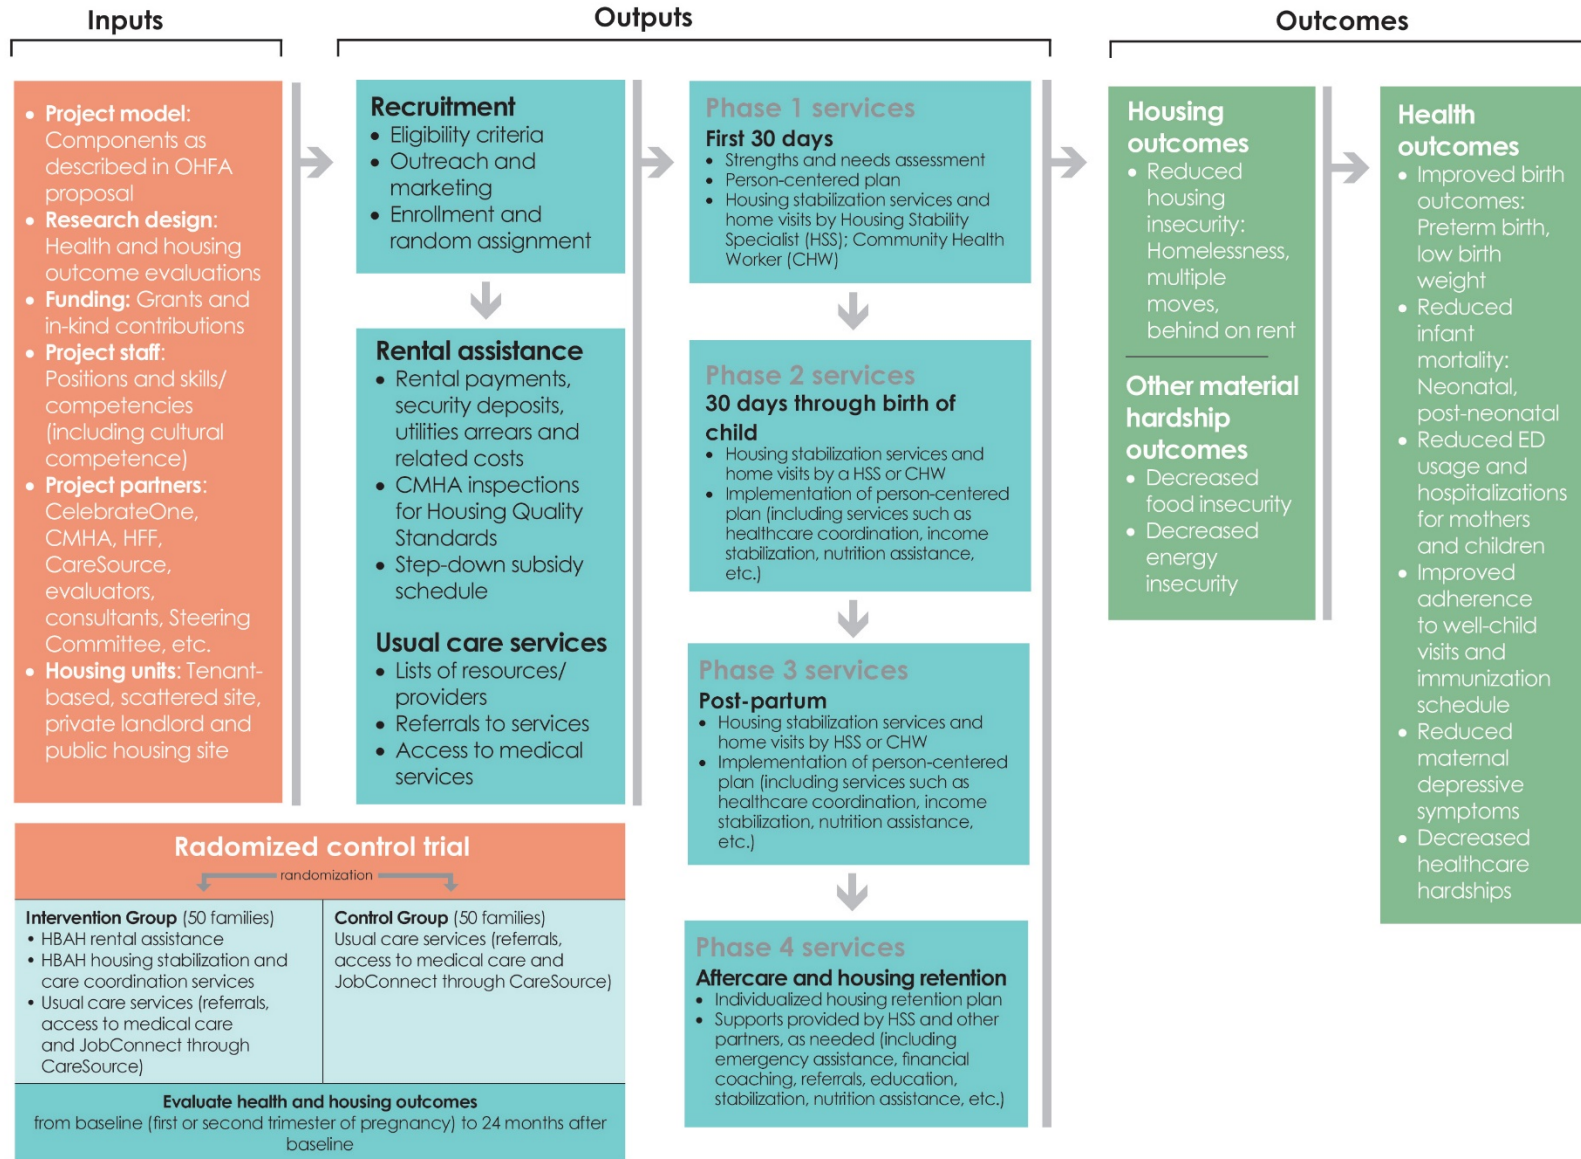 Inputs
Outputs
Outcomes
• Project model:
Components as
described in OHFA
proposal
• Research design:
Health and housing
outcome evaluations
• Funding: Grants and
in-kind contributions
• Project staff:
Positions and skills/
competencies
(including cultural
competence)
• Project partners:
CelebrateOne,
CMHA, HFF,
CareSource,
evaluators,
consultants, Steering
Committee, etc.
• Housing units: Tenant-
based, scattered site,
private landlord and
public housing site
Recruitment
• Eligibility criteria
• Outreach and
marketing
• Enrollment and
random assignment
Rental assistance
• Rental payments,
security deposits,
utilities arrears and
related costs
• CMHA inspections
for Housing Quality
Standards
• Step-down subsidy
schedule
Usual care services
• Lists of resources/
providers
• Referrals to services
• Access to medical
services
Phase 1 services
First 30 days
• Strengths and needs assessment
• Person-centered plan
• Housing stabilization services and
home visits by Housing Stability
Specialist (HSS); Community Health
Worker (CHW)
Phase 2 services
30 days through birth of
child
• Housing stabilization services and
home visits by a HSS or CHW
• Implementation of person-centered
plan (including services such as
healthcare coordination, income
stabilization, nutrition assistance,
etc.)
Phase 3 services
Post-partum
• Housing stabilization services and
home visits by HSS or CHW
• Implementation of person-centered
plan (including services such as
healthcare coordination, income
stabilization, nutrition assistance,
etc.)
Phase 4 services
Aftercare and housing retention
• Individualized housing retention plan
• Supports provided by HSS and other
partners, as needed (including
emergency assistance, financial
coaching, referrals, education,
stabilization, nutrition assistance, etc.)
Housing
outcomes
• Reduced
housing
insecurity:
Homelessness,
multiple
moves,
behind on rent
Other material
hardship
outcomes
• Decreased
food insecurity
• Decreased
energy
insecurity
Health
outcomes
• Improved birth
outcomes:
Preterm birth,
low birth
weight
• Reduced
infant
mortality:
Neonatal,
post-neonatal
• Reduced ED
usage and
hospitalizations
for mothers
and children
• Improved
adherence
to well-child
visits and
immunization
schedule
• Reduced
maternal
depressive
symptoms
• Decreased
healthcare
hardships
Radomized control trial
randomization
Intervention Group (50 families)
• HBAH rental assistance
• HBAH housing stabilization and
care coordination services
• Usual care services (referrals,
access to medical care
and JobConnect through
CareSource)
Control Group (50 families)
Usual care services (referrals,
access to medical care and
JobConnect through CareSource)
Evaluate health and housing outcomes
from baseline (first or second trimester of pregnancy) to 24 months after
baseline